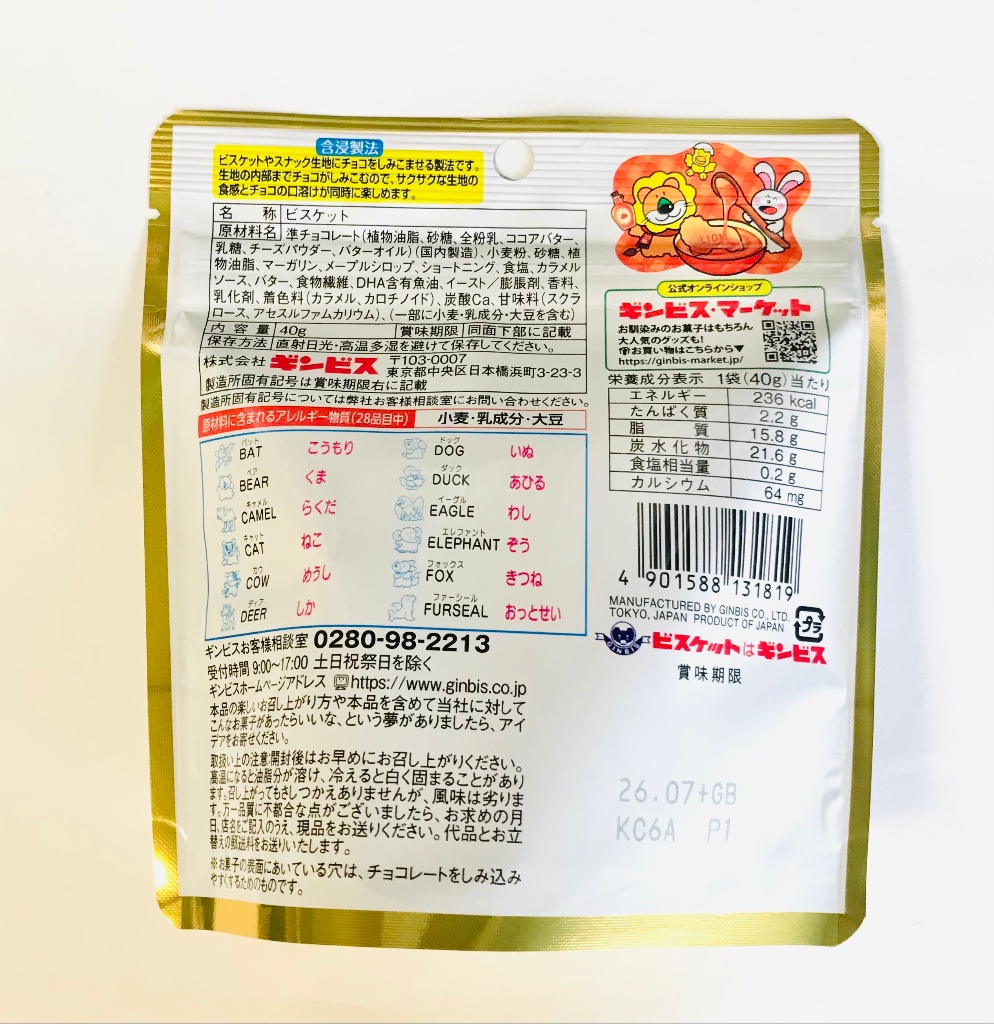 含浸製法
ビスケットやスナック生地にチョコをしみこませる製法です。
生地の内部までチョコがしみこむので、サクサクな生地の
食感とチョコの口溶けが同時に楽しめます。
名 称 ビスケット
原材料名 準チョコレート(植物油脂、砂糖、全粉乳、ココアバター、
乳糖、チーズパウダー、バターオイル)(国内製造)、小麦粉、砂糖、植
物油脂、マーガリン、メープルシロップ、ショートニング、食塩、カラメル
ソース、バター、食物繊維、DHA含有魚油、イースト/膨脹剤、香料、
乳化剤、着色料(カラメル、カロチノイド)、炭酸Ca、甘味料(スクラ
ロース、アセスルファムカリウム)、(一部に小麦・乳成分・大豆を含む)
内容量 40g 賞味期限 同面下部に記載
保存方法 直射日光・高温多湿を避けて保存してください。
株式会社 ギンビス 〒103-0007
東京都中央区日本橋浜町3-23-3
製造所固有記号は賞味期限右に記載
製造所固有記号については弊社お客様相談室にお問い合わせください。
原材料に含まれるアレルギー物質(28品目中) 小麦・乳成分・大豆
バット
BAT こうもり
ベア
BEAR くま
キャメル
CAMEL らくだ
キャット
CAT ねこ
カウ
COW めうし
ディア
DEER しか
ドッグ
DOG いぬ
ダック
DUCK あひる
イーグル
EAGLE わし
エレファント
ELEPHANT ぞう
フォックス
FOX きつね
ファーシール
FURSEAL おっとせい
ギンビスお客様相談室 0280-98-2213
受付時間 9:00~17:00 土日祝祭日を除く
ギンビスホームページアドレス https://www.ginbis.co.jp
本品の楽しいお召し上がり方や本品を含めて当社に対して
こんなお菓子があったらいいな、という夢がありましたら、アイ
デアをお寄せください。
取扱い上の注意:開封後はお早めにお召し上がりください。
高温になると油脂分が溶け、冷えると白く固まることがあり
ます。召し上がってもさしつかえありませんが、風味は劣りま
す。万一品質に不都合な点がございましたら、お求めの月
日、店名をご記入のうえ、現品をお送りください。代品とお立
替えの郵送料をお送りいたします。
※お菓子の表面にあいている穴は、チョコレートをしみ込み
やすくするためのものです。
LION
公式オンラインショップ
ギンビス・マーケット
お馴染みのお菓子はもちろん
大人気のグッズも!
お買い物はこちらから▼
https://ginbis-market.jp/
栄養成分表示 1袋(40g)当たり
エネルギー 236 kcal
たんぱく質 2.2 g
脂 質 15.8 g
炭水化物 21.6 g
食塩相当量 0.2 g
カルシウム 64 mg
4 901588 131819
MANUFACTURED BY GINBIS CO., LTD.
TOKYO, JAPAN PRODUCT OF JAPAN
プラ
GINBIS
ビスケットはギンビス
賞味期限
26.07+GB
KC6A P1